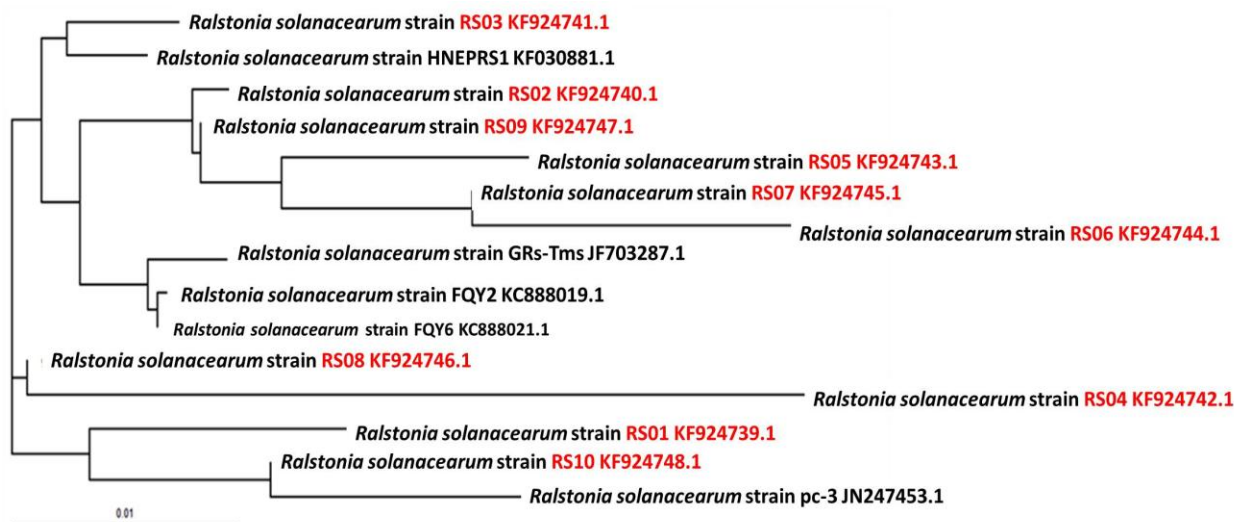 Ralstonia solanacearum strain RS03 KF924741.1
Ralstonia solanacearum strain HNEPRS1 KF030881.1
Ralstonia solanacearum strain RS02 KF924740.1
Ralstonia solanacearum strain RS09 KF924747.1
Ralstonia solanacearum strain RS05 KF924743.1
Ralstonia solanacearum strain RS07 KF924745.1
Ralstonia solanacearum strain RS06 KF924744.1
Ralstonia solanacearum strain GRs-Tms JF703287.1
Ralstonia solanacearum strain FQY2 KC888019.1
Ralstonia solanacearum strain FQY6 KC888021.1
Ralstonia solanacearum strain RS08 KF924746.1
Ralstonia solanacearum strain RS04 KF924742.1
Ralstonia solanacearum strain RS01 KF924739.1
Ralstonia solanacearum strain RS10 KF924748.1
Ralstonia solanacearum strain pc-3 JN247453.1
0.01